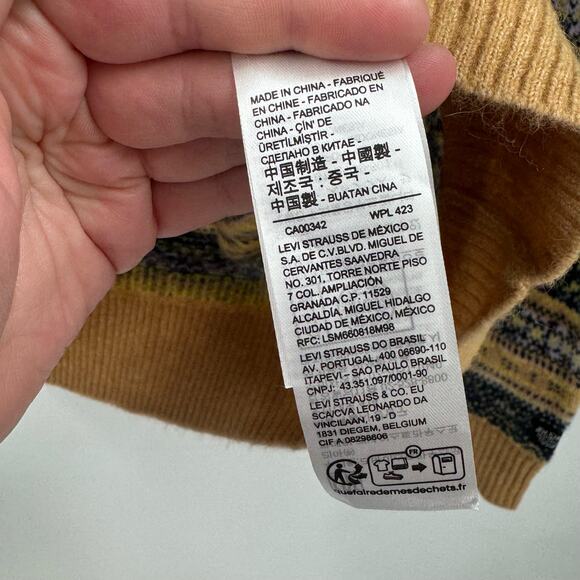 MADE IN CHINA - FABRIQUÉ
EN CHINE - FABRICADO EN
CHINA - FABRICADO NA
CHINA - ÇİN' DE
ÜRETİLMİŞTİR. -
СДЕЛАНО В КИТАЕ -
中国制造 - 中國製 -
제조국 : 중국 -
中国製 - BUATAN CINA
CA00342 WPL 423
LEVI STRAUSS DE MÉXICO
S.A. DE C.V.BLVD. MIGUEL DE
CERVANTES SAAVEDRA
NO. 301, TORRE NORTE PISO
7 COL. AMPLIACIÓN
GRANADA C.P. 11529
ALCALDÍA. MIGUEL HIDALGO
CIUDAD DE MÉXICO, MÉXICO
RFC: LSM660818M98
LEVI STRAUSS DO BRASIL
AV. PORTUGAL, 400 06690-110
ITAPEVI – SAO PAULO BRASIL
CNPJ: 43.351.097/0001-90
LEVI STRAUSS & CO. EU
SCA/CVA LEONARDO DA
VINCILAAN, 19 - D
1831 DIEGEM, BELGIUM
CIF A 08298606
FR
quefairedemesdechets.fr